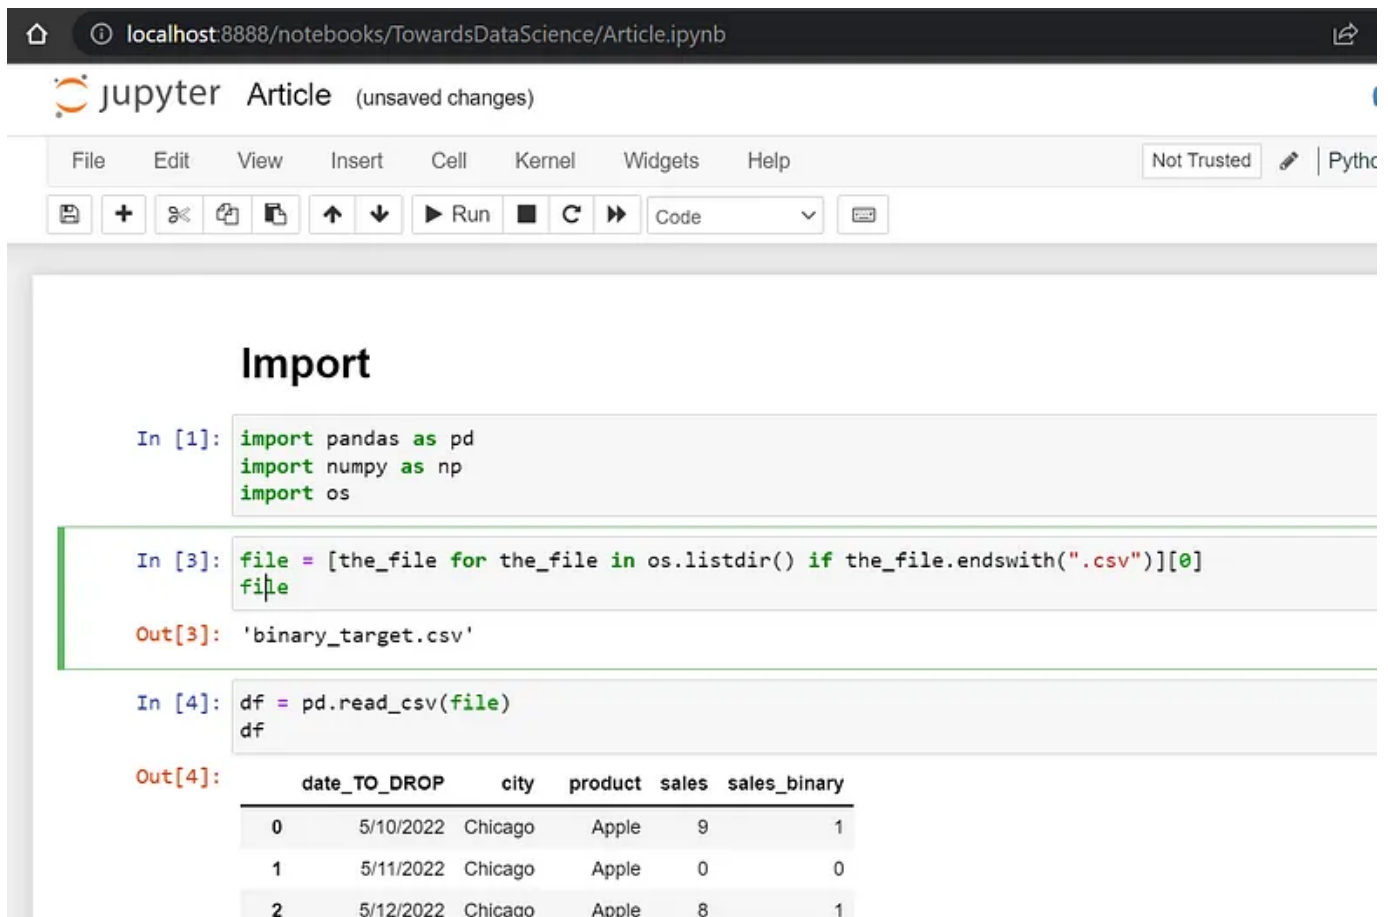 localhost:8888/notebooks/TowardsDataScience/Article.ipynb
jupyter Article (unsaved changes)
File Edit View Insert Cell Kernel Widgets Help Not Trusted
Run Code
Import
In [1]: import pandas as pd
import numpy as np
import os
In [3]: file = [the_file for the_file in os.listdir() if the_file.endswith(".csv")][0]
file
Out[3]: 'binary_target.csv'
In [4]: df = pd.read_csv(file)
df
Out[4]:
date_TO_DROP city product sales sales_binary
0 5/10/2022 Chicago Apple 9 1
1 5/11/2022 Chicago Apple 0 0
2 5/12/2022 Chicago Apple 8 1